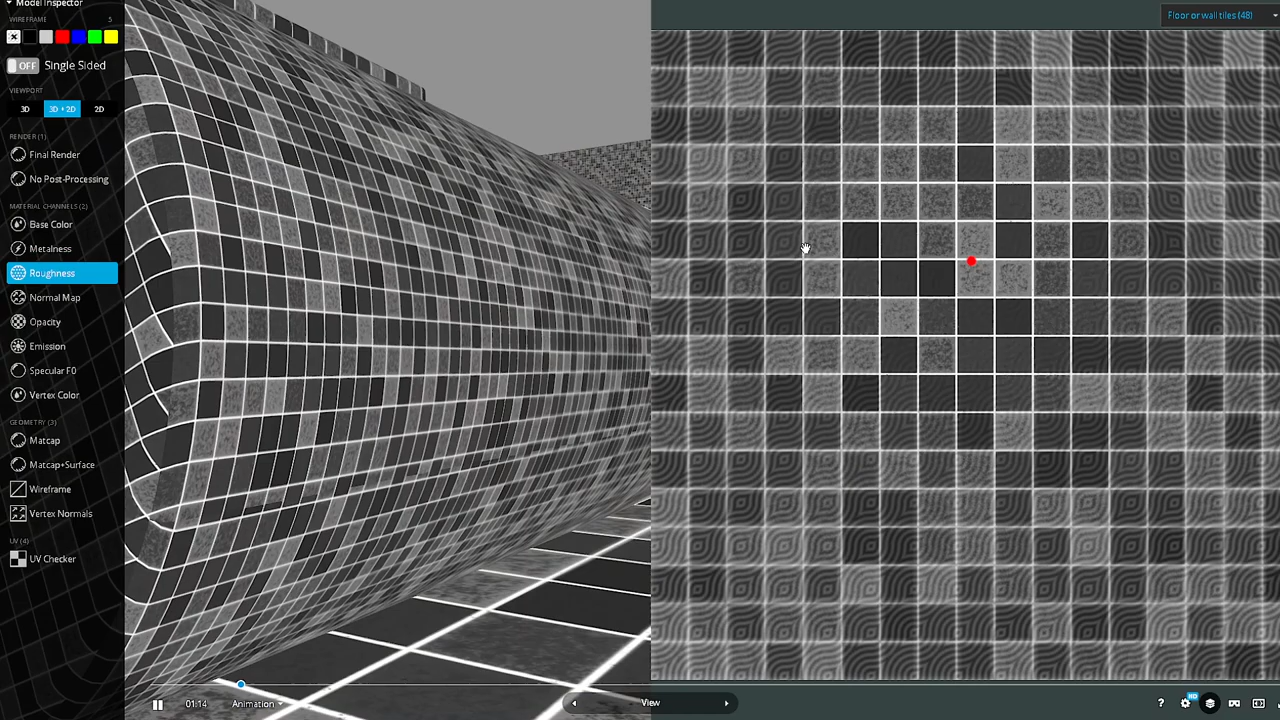 Model Inspector
WIREFRAME 5
OFF Single Sided
VIEWPORT
3D 3D + 2D 2D
RENDER (1)
Final Render
No Post-Processing
MATERIAL CHANNELS (2)
Base Color
Metalness
Roughness
Normal Map
Opacity
Emission
Specular F0
Vertex Color
GEOMETRY (3)
Matcap
Matcap+Surface
Wireframe
Vertex Normals
UV (4)
UV Checker
Floor or wall tiles (48)
01:14 Animation
View
? HD